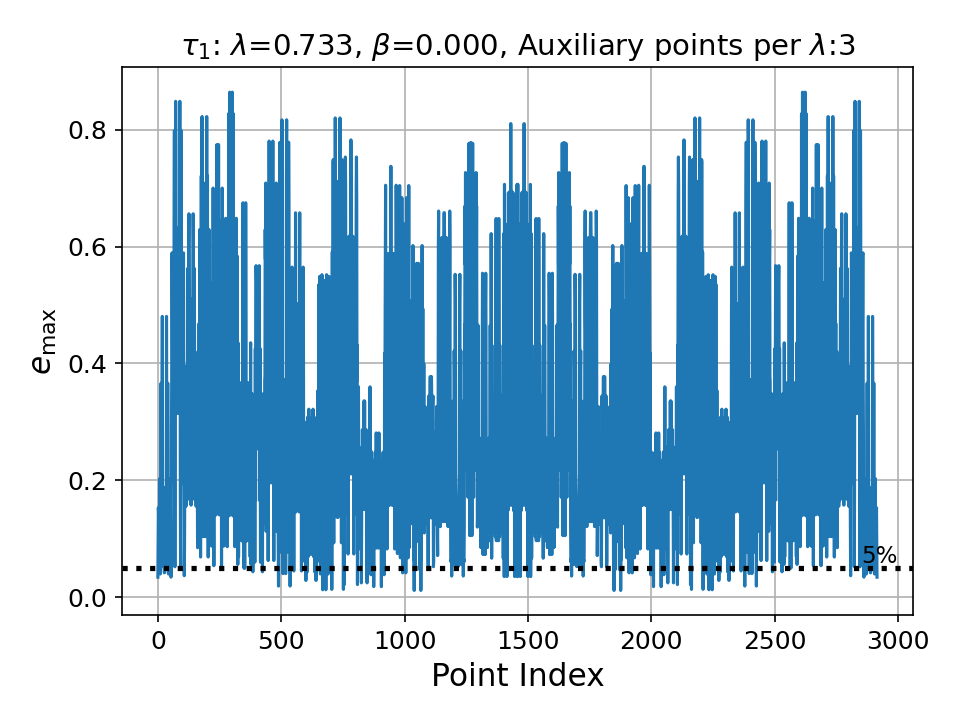 τ₁: λ=0.733, β=0.000, Auxiliary points per λ:3
0.8
0.6
0.4
0.2
0.0
e_max
5%
0 500 1000 1500 2000 2500 3000
Point Index